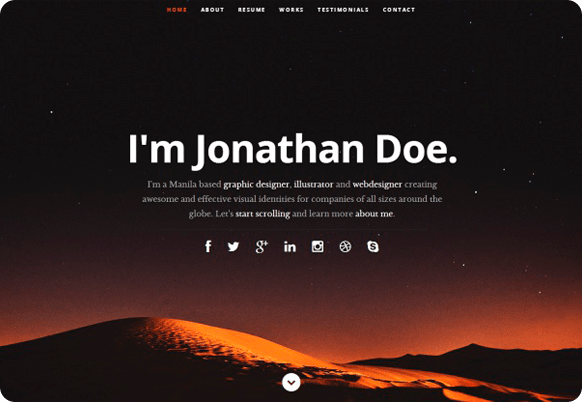 HOME ABOUT RESUME WORKS TESTIMONIALS CONTACT
I'm Jonathan Doe.
I'm a Manila based graphic designer, illustrator and webdesigner creating
awesome and effective visual identities for companies of all sizes around the
globe. Let's start scrolling and learn more about me.